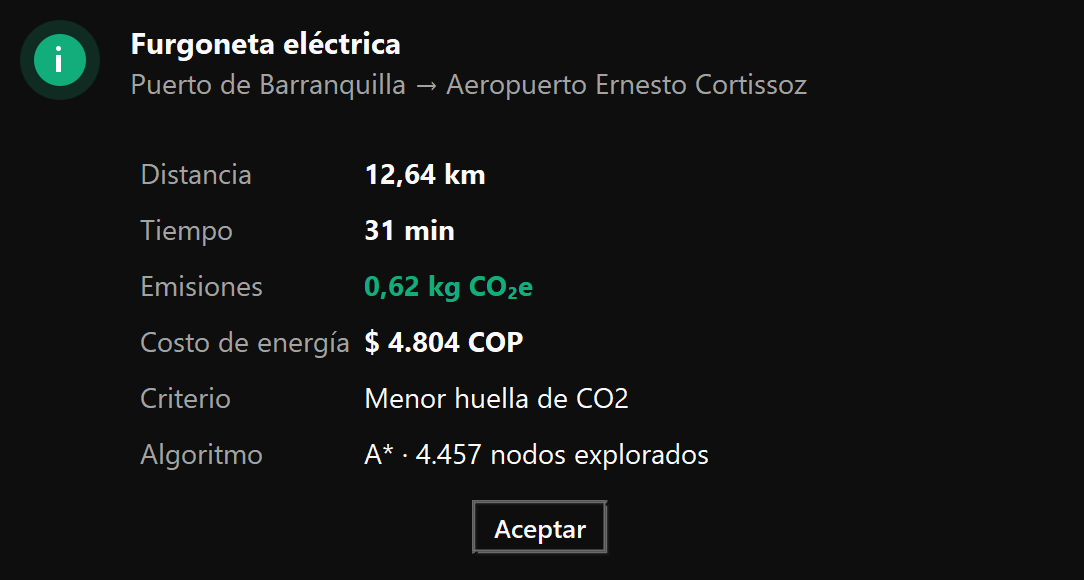 i
Furgoneta eléctrica
Puerto de Barranquilla → Aeropuerto Ernesto Cortissoz
Distancia 12,64 km
Tiempo 31 min
Emisiones 0,62 kg CO₂e
Costo de energía $ 4.804 COP
Criterio Menor huella de CO2
Algoritmo A* · 4.457 nodos explorados
Aceptar